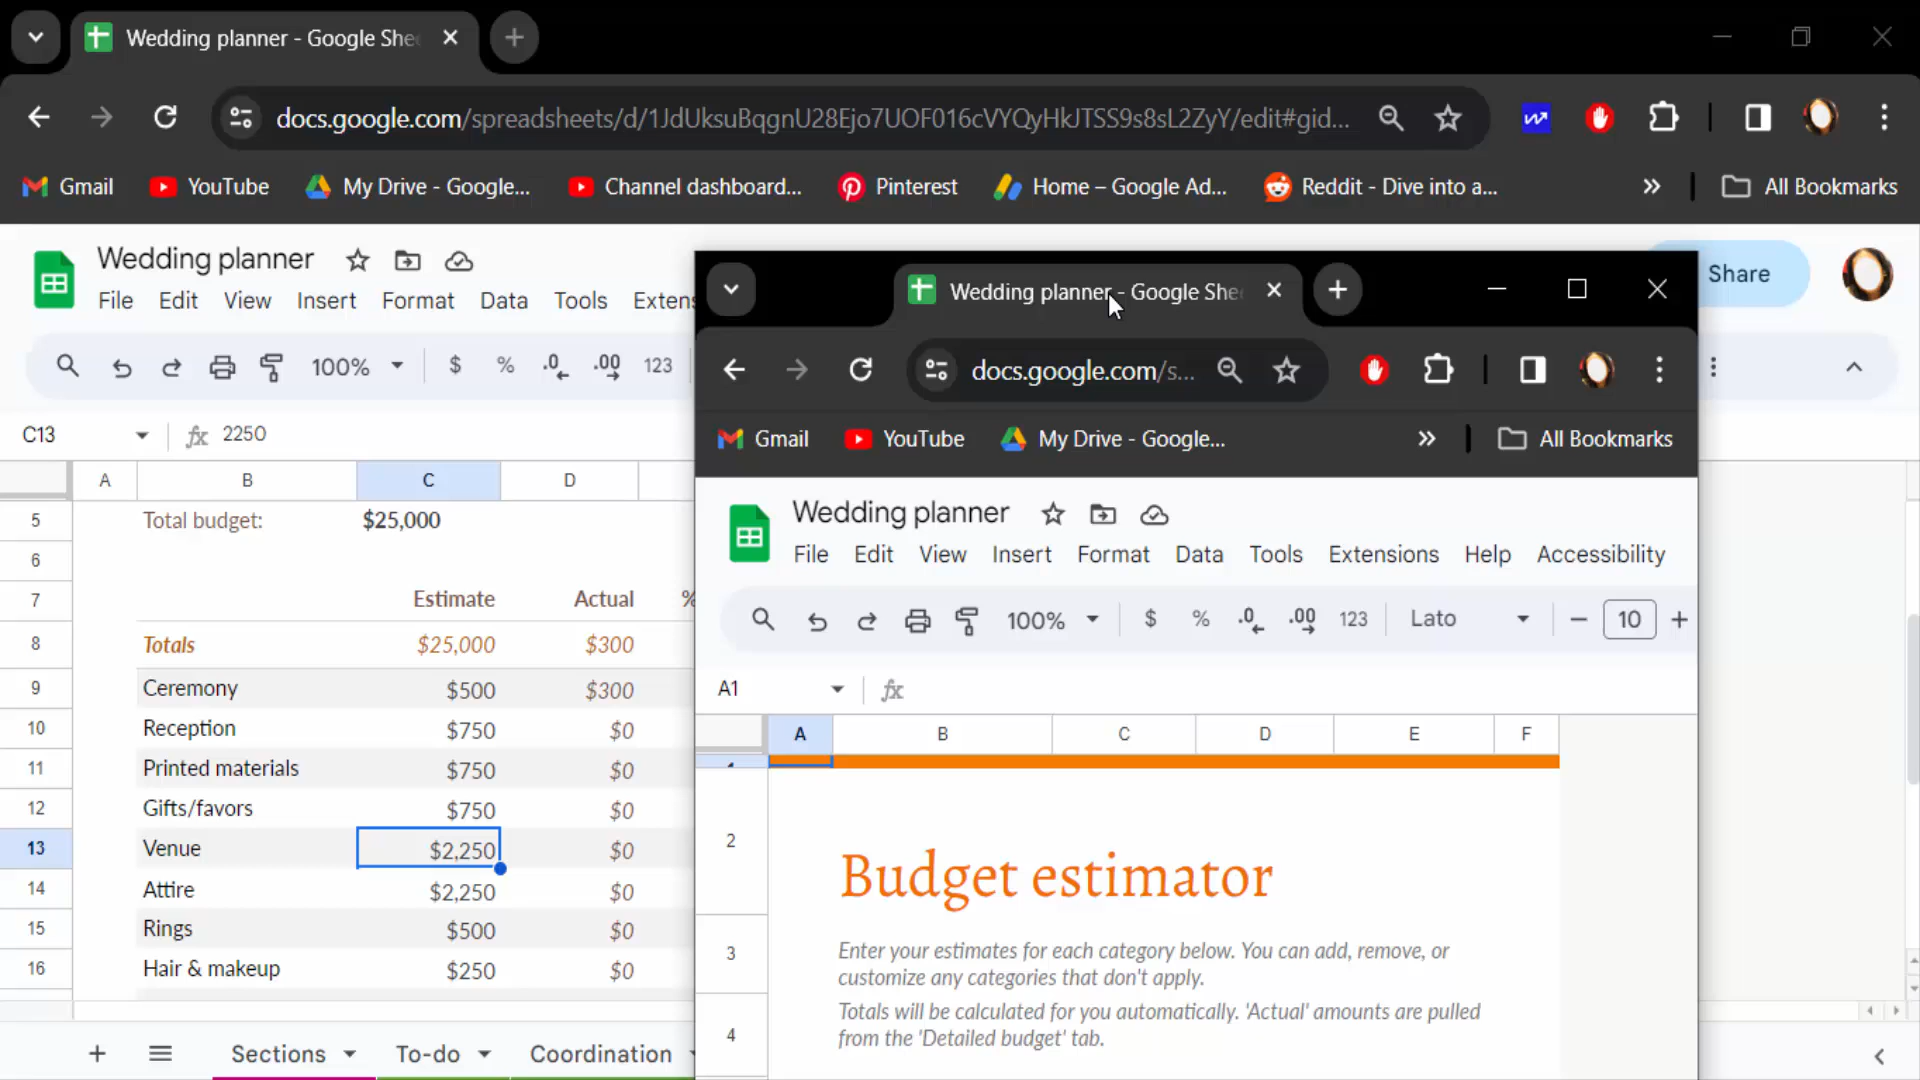 Wedding planner - Google She
docs.google.com/spreadsheets/d/1JdUksuBqgnU28Ejo7UOF016cVYQyHkJTSS9s8sL2ZyY/edit#gid...
Gmail YouTube My Drive - Google... Channel dashboard... Pinterest Home – Google Ad... Reddit - Dive into a... » All Bookmarks
Wedding planner
Share
File Edit View Insert Format Data Tools Extens
100% $ % .0 .00 123
C13 fx 2250
A B C D
5 Total budget: $25,000
6
7 Estimate Actual %
8 Totals $25,000 $300
9 Ceremony $500 $300
10 Reception $750 $0
11 Printed materials $750 $0
12 Gifts/favors $750 $0
13 Venue $2,250 $0
14 Attire $2,250 $0
15 Rings $500 $0
16 Hair & makeup $250 $0
Sections To-do Coordination
Wedding planner - Google She
docs.google.com/s...
Gmail YouTube My Drive - Google... » All Bookmarks
Wedding planner
File Edit View Insert Format Data Tools Extensions Help Accessibility
100% $ % .0 .00 123 Lato 10
A1 fx
A B C D E F
2 Budget estimator
3 Enter your estimates for each category below. You can add, remove, or
customize any categories that don't apply.
4 Totals will be calculated for you automatically. 'Actual' amounts are pulled
from the 'Detailed budget' tab.